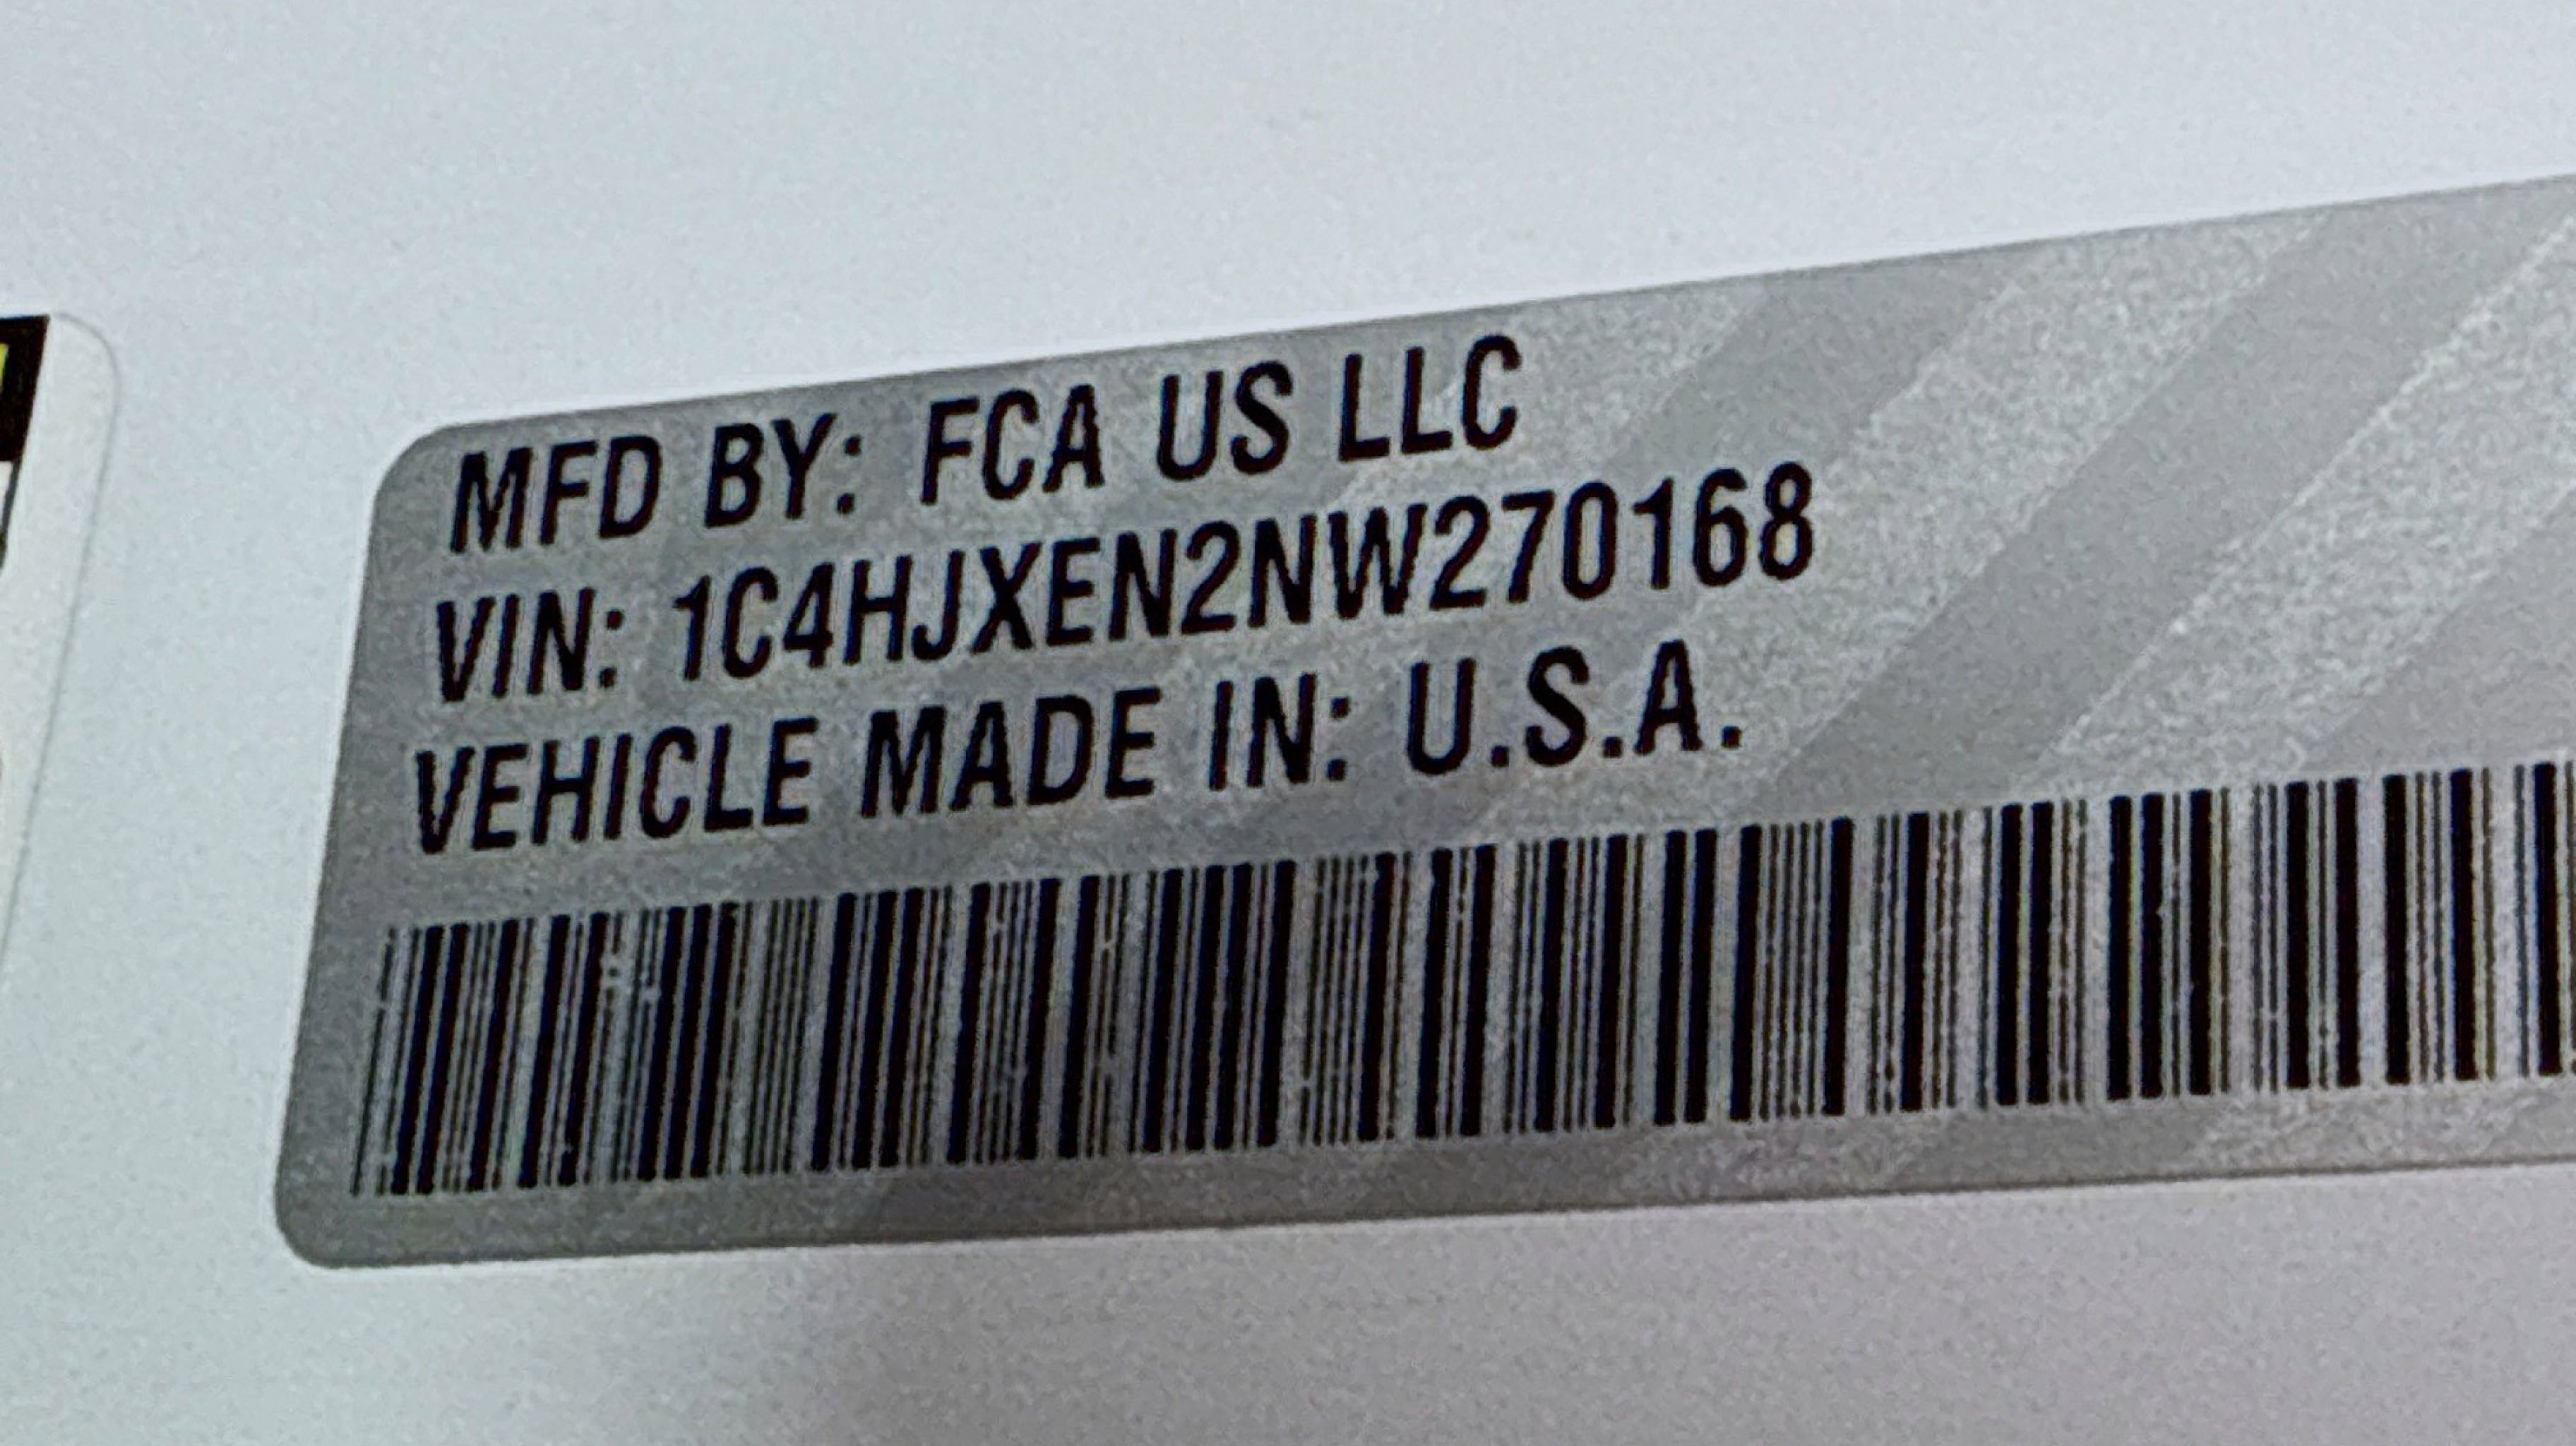 MFD BY: FCA US LLC
VIN: 1C4HJXEN2NW270168
VEHICLE MADE IN: U.S.A.